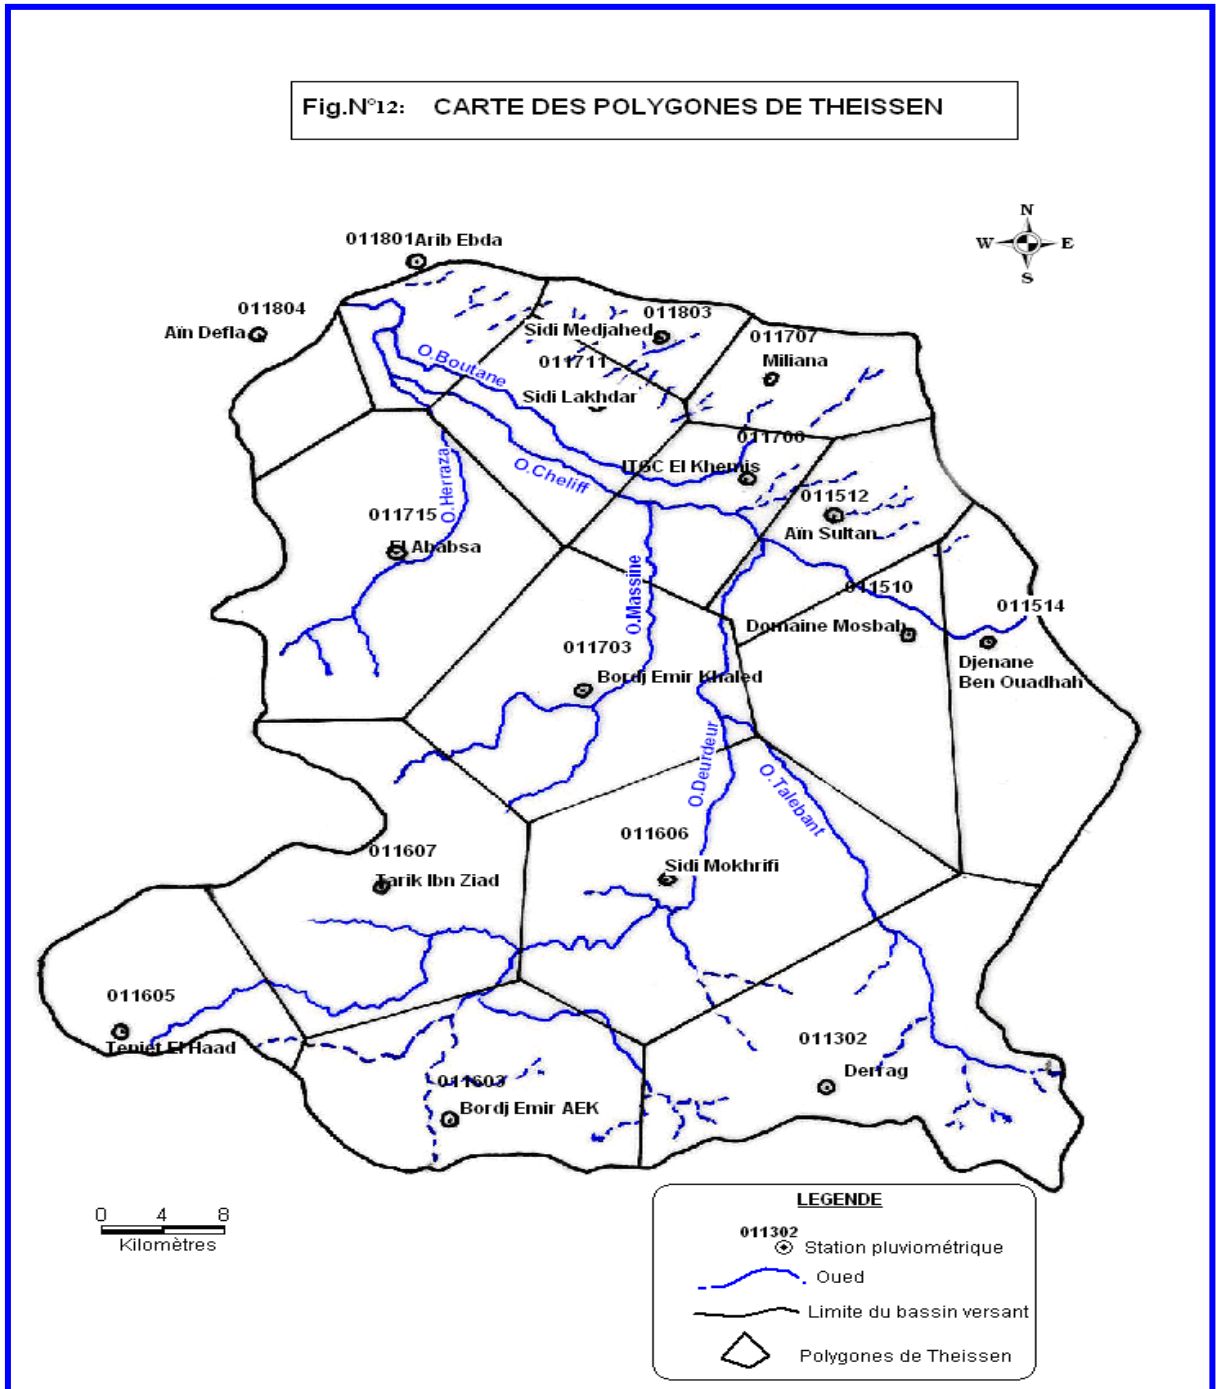 Fig.N°12: CARTE DES POLYGONES DE THEISSEN
N
W E
S
011801 Arib Ebda
011804
Aïn Defla
011803
Sidi Medjahed
011707
Miliana
O.Boutane
011711
Sidi Lakhdar
011700
ITGC El Khemis
O.Cheliff
O.Herraza
011512
Aïn Sultan
011715
El Ababsa
O.Massine
011510
Domaine Mosbah
011514
Djenane
Ben Ouadhah
011703
Bordj Emir Khaled
O.Deurdeur
O.Talebant
011606
Sidi Mokhrifi
011607
Tarik Ibn Ziad
011605
Teniet El Haad
011302
Derrag
011603
Bordj Emir AEK
0 4 8
Kilomètres
LEGENDE
011302
Station pluviométrique
Oued
Limite du bassin versant
Polygones de Theissen